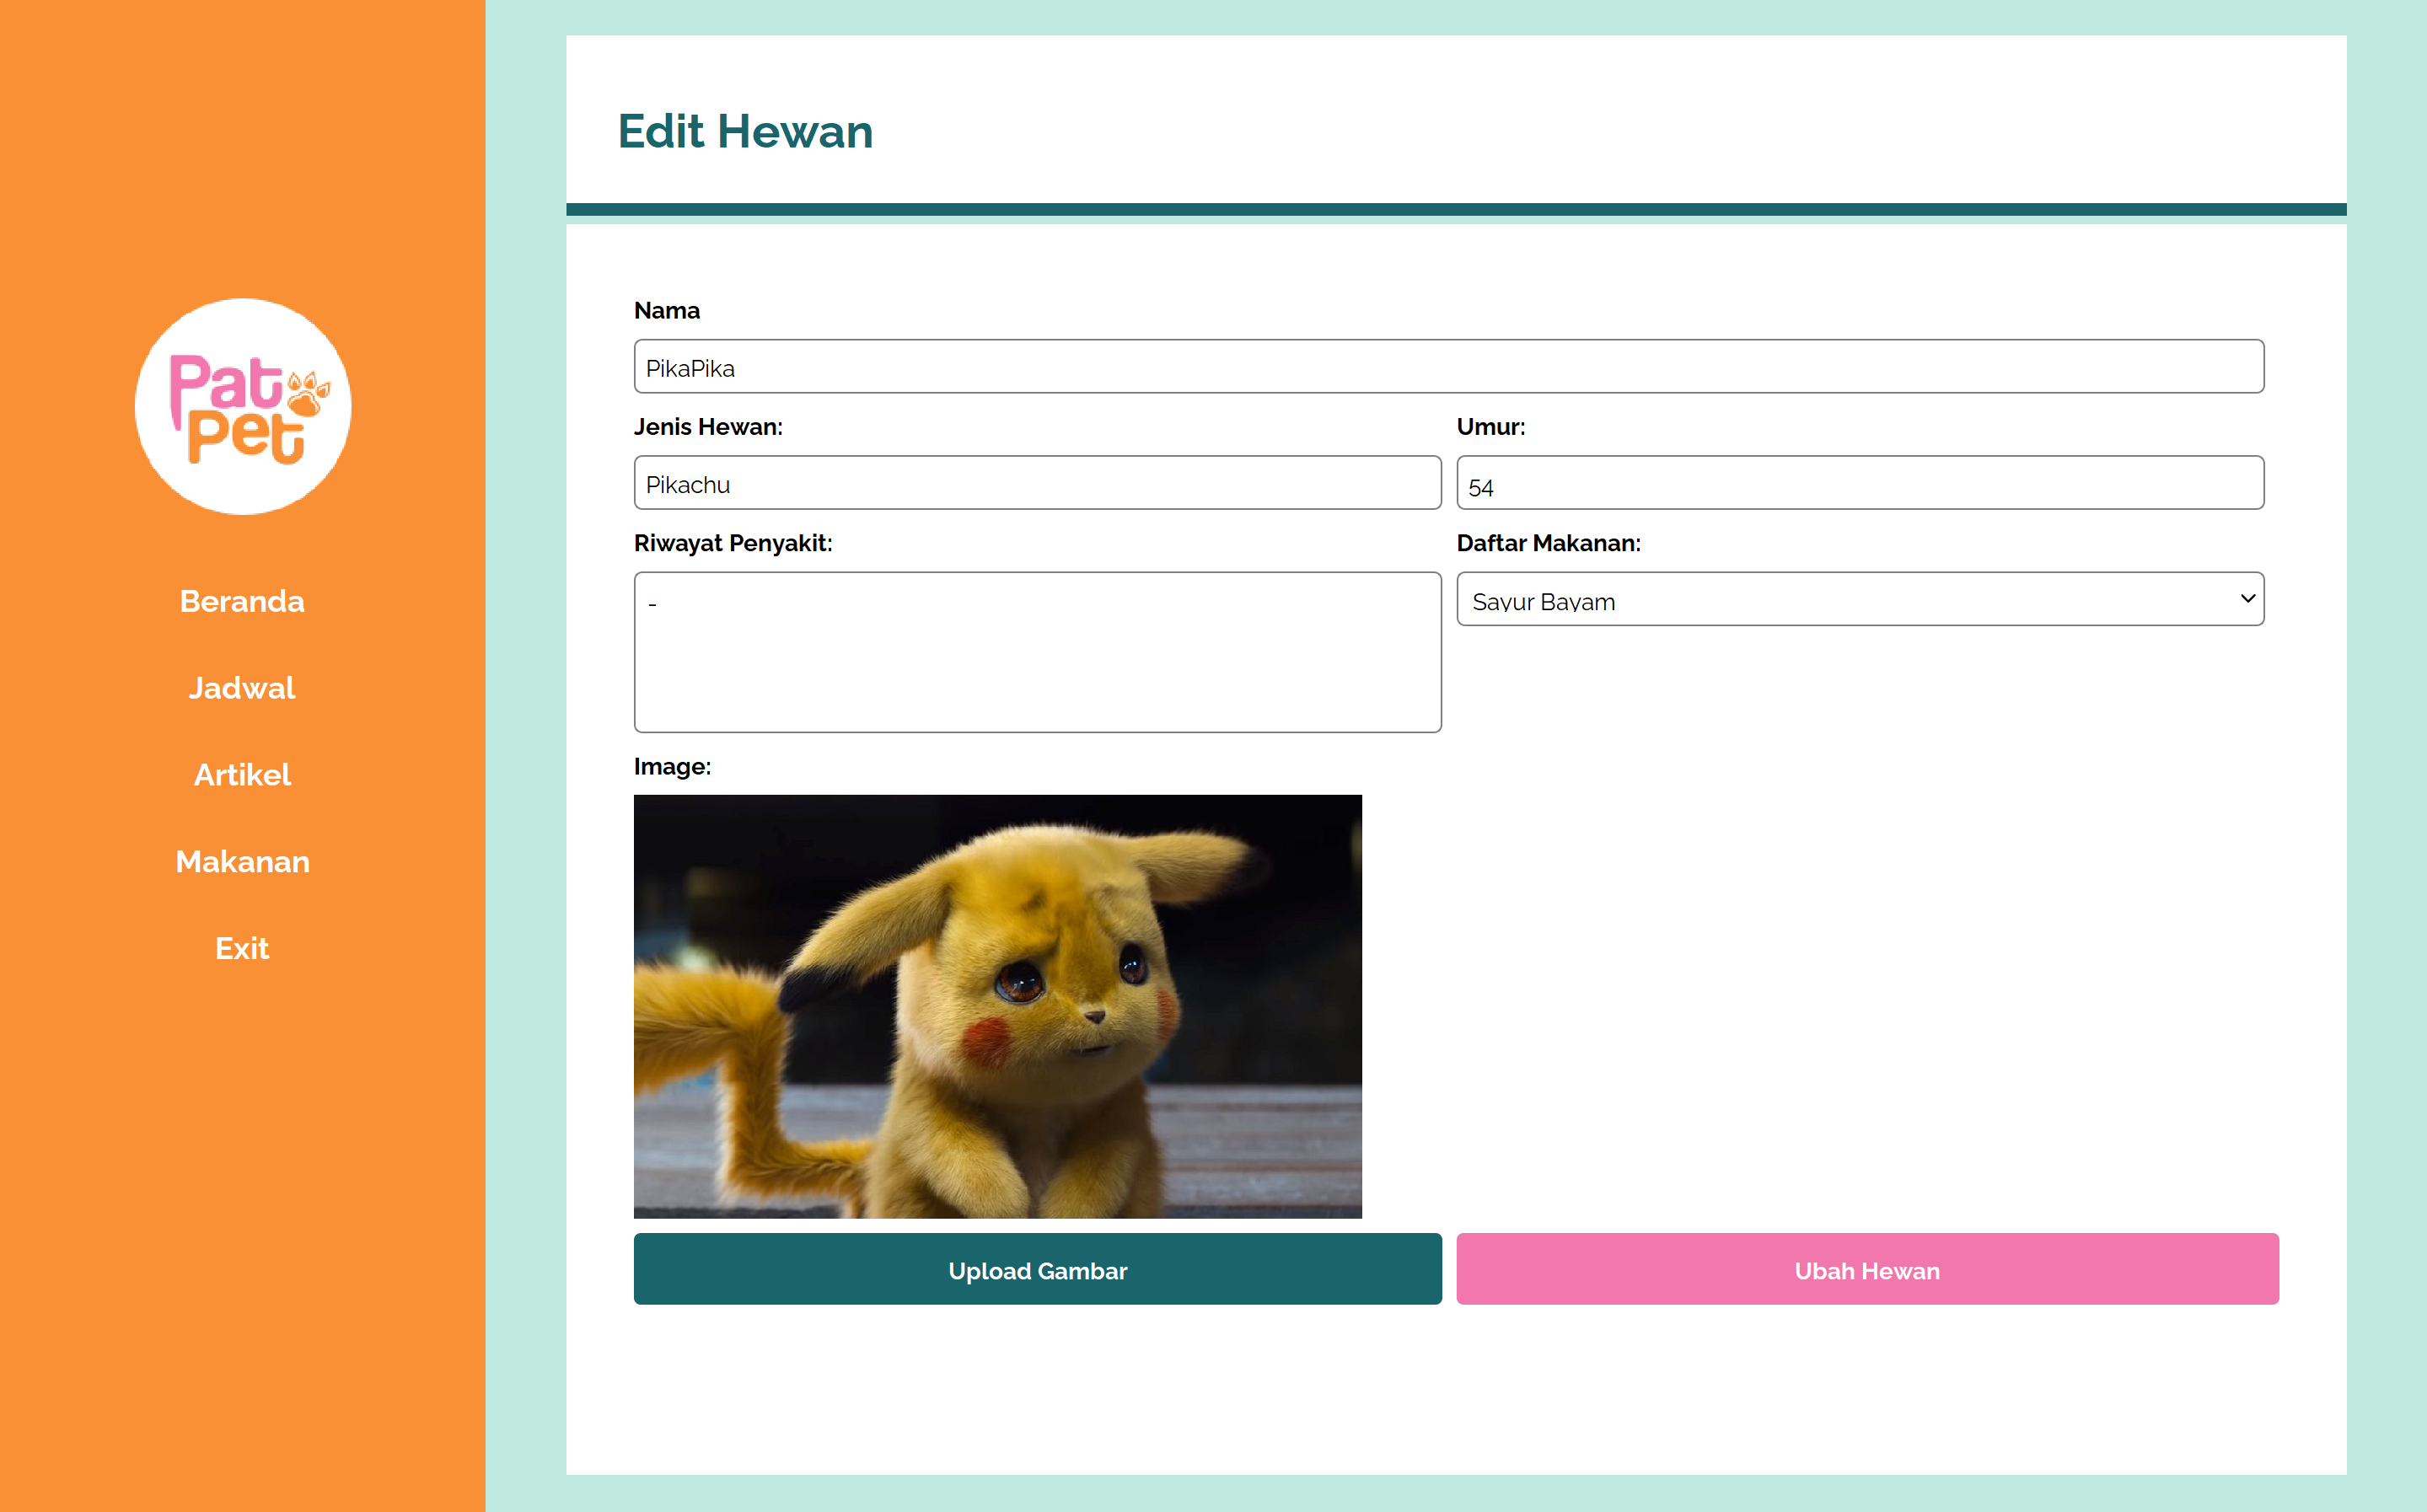 Pat
Pet
Beranda
Jadwal
Artikel
Makanan
Exit
Edit Hewan
Nama
PikaPika
Jenis Hewan:
Umur:
Pikachu
54
Riwayat Penyakit:
Daftar Makanan:
-
Sayur Bayam
Image:
Upload Gambar
Ubah Hewan